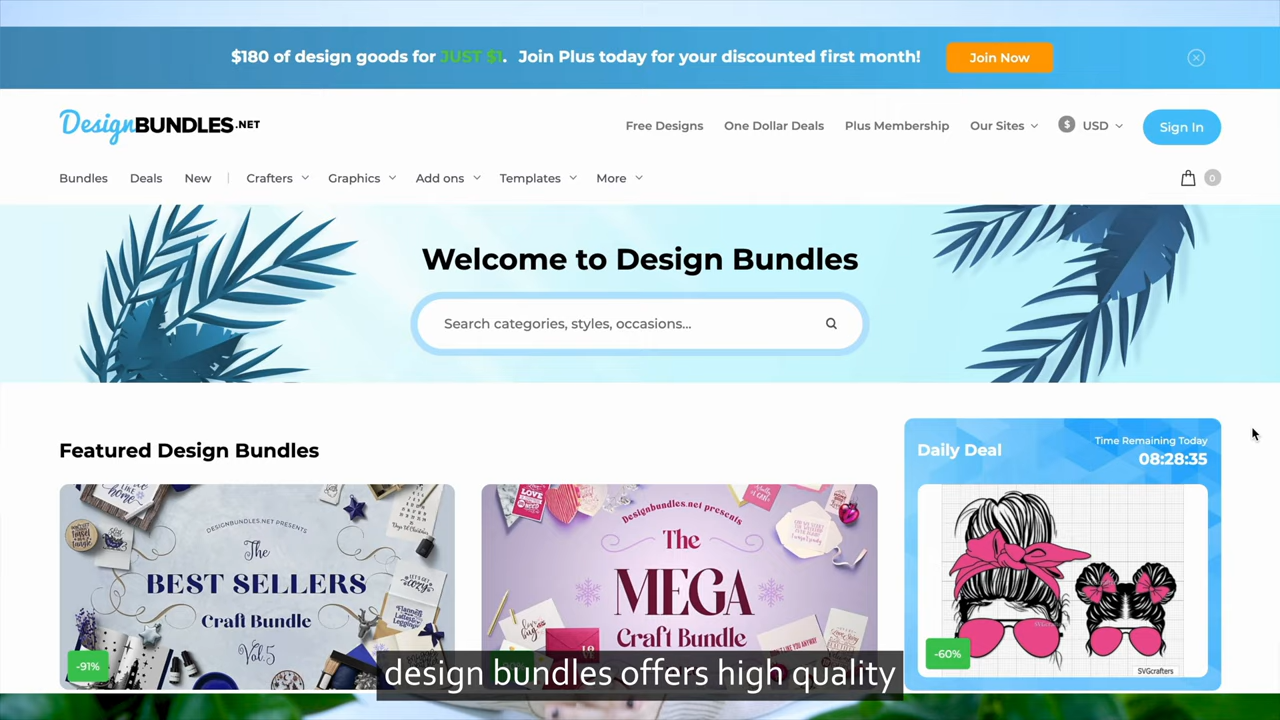 $180 of design goods for JUST $1. Join Plus today for your discounted first month! Join Now
DesignBUNDLES.NET
Free Designs One Dollar Deals Plus Membership Our Sites $ USD Sign In
Bundles Deals New Crafters Graphics Add ons Templates More 0
Welcome to Design Bundles
Search categories, styles, occasions...
Featured Design Bundles
DESIGNBUNDLES.NET PRESENTS
The
BEST SELLERS
Craft Bundle
Vol.5
-91%
Designbundles.net presents
The
MEGA
Craft Bundle
Daily Deal
Time Remaining Today
08:28:35
-60%
SVGcrafters
design bundles offers high quality